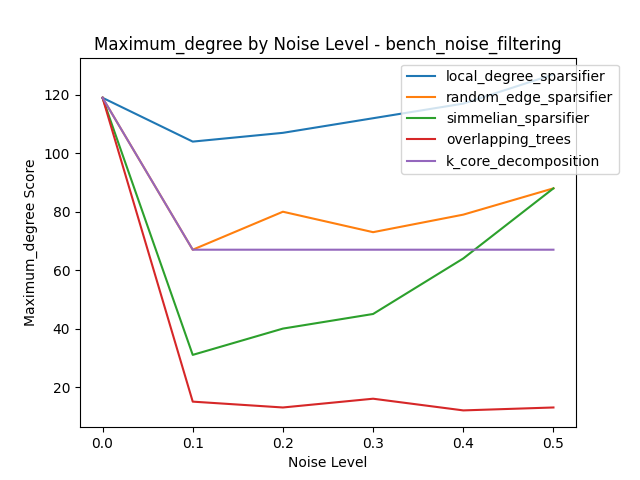 Maximum_degree by Noise Level - bench_noise_filtering
local_degree_sparsifier
random_edge_sparsifier
simmelian_sparsifier
overlapping_trees
k_core_decomposition
Maximum_degree Score
120
100
80
60
40
20
0.0 0.1 0.2 0.3 0.4 0.5
Noise Level